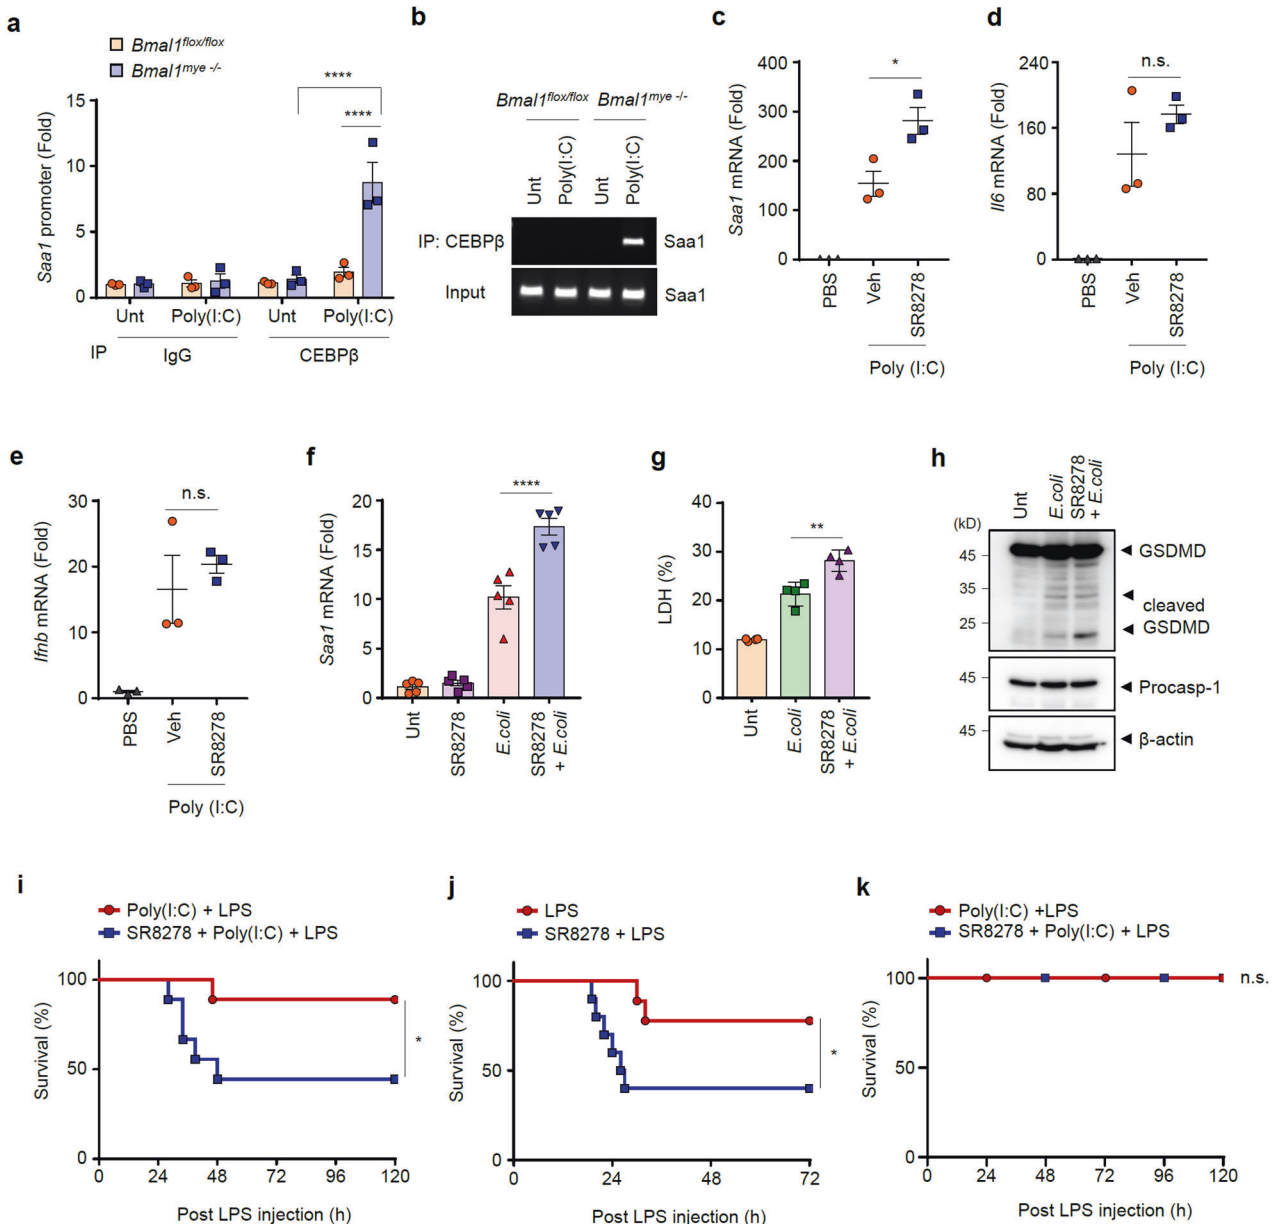 a
Bmal1flox/flox
Bmal1mye -/-
****
****
Saa1 promoter (Fold)
15
10
5
0
Unt
Poly(I:C)
Unt
Poly(I:C)
IP
IgG
CEBPβ
b
Bmal1flox/flox
Bmal1mye -/-
Unt
Poly(I:C)
Unt
Poly(I:C)
IP: CEBPβ
Saa1
Input
Saa1
c
*
Saa1 mRNA (Fold)
400
300
200
100
0
PBS
Veh
SR8278
Poly (I:C)
d
n.s.
Il6 mRNA (Fold)
240
160
80
0
PBS
Veh
SR8278
Poly (I:C)
e
n.s.
Ifnb mRNA (Fold)
30
20
10
0
PBS
Veh
SR8278
Poly (I:C)
f
****
Saa1 mRNA (Fold)
20
15
10
5
0
Unt
SR8278
E.coli
SR8278
+ E.coli
g
**
LDH (%)
40
30
20
10
0
Unt
E.coli
SR8278
+ E.coli
h
Unt
E.coli
SR8278
+ E.coli
(kD)
45
GSDMD
35
cleaved
25
GSDMD
45
Procasp-1
45
β-actin
i
Poly(I:C) + LPS
SR8278 + Poly(I:C) + LPS
Survival (%)
100
50
0
*
0
24
48
72
96
120
Post LPS injection (h)
j
LPS
SR8278 + LPS
Survival (%)
100
50
0
*
0
24
48
72
Post LPS injection (h)
k
Poly(I:C) +LPS
SR8278 + Poly(I:C) + LPS
Survival (%)
100
50
0
n.s.
0
24
48
72
96
120
Post LPS injection (h)